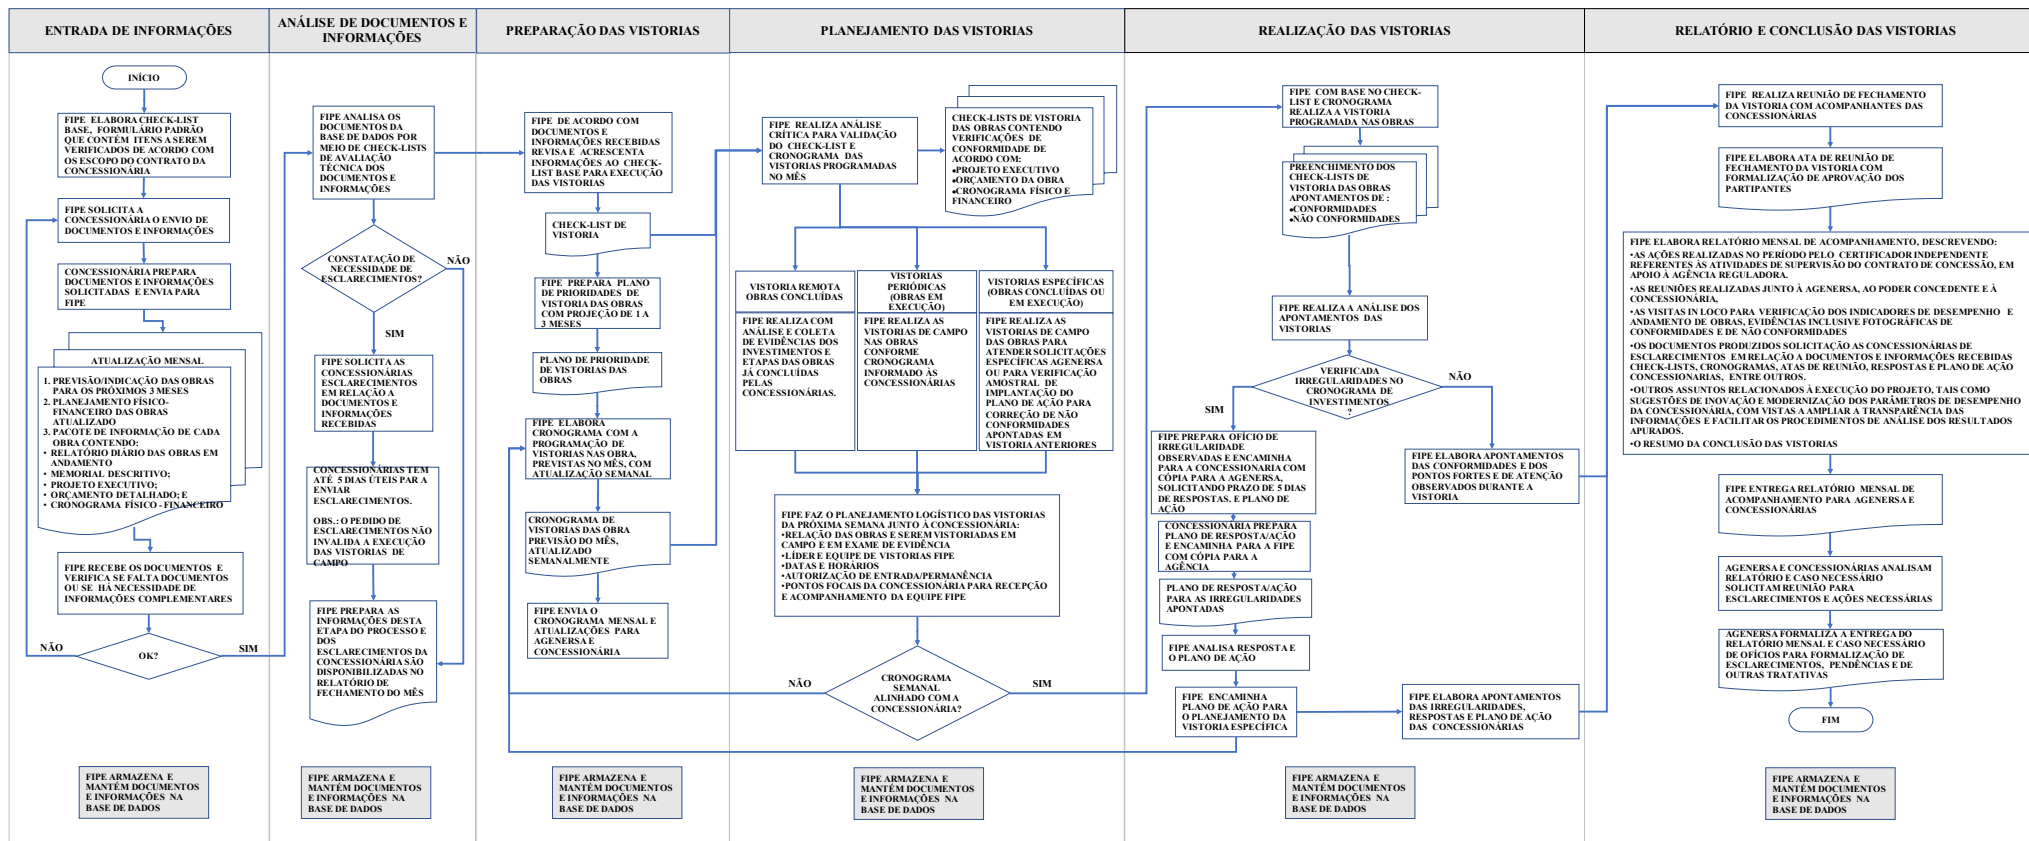 ENTRADA DE INFORMAÇÕES
INÍCIO
FIPE ELABORA CHECK-LIST
BASE, FORMULÁRIO PADRÃO
QUE CONTÉM ITENS A SEREM
VERIFICADOS DE ACORDO COM
OS ESCOPO DO CONTRATO DA
CONCESSIONÁRIA
FIPE SOLICITA A
CONCESSIONÁRIA O ENVIO DE
DOCUMENTOS E INFORMAÇÕES
CONCESSIONÁRIA PREPARA
DOCUMENTOS E INFORMAÇÕES
SOLICITADAS E ENVIA PARA
FIPE
ATUALIZAÇÃO MENSAL
1. PREVISÃO/INDICAÇÃO DAS OBRAS
PARA OS PRÓXIMOS 3 MESES
2. PLANEJAMENTO FÍSICO-
FINANCEIRO DAS OBRAS
ATUALIZADO
3. PACOTE DE INFORMAÇÃO DE CADA
OBRA CONTENDO:
• RELATÓRIO DIÁRIO DAS OBRAS EM
ANDAMENTO
• MEMORIAL DESCRITIVO;
• PROJETO EXECUTIVO;
• ORÇAMENTO DETALHADO; E
• CRONOGRAMA FÍSICO - FINANCEIRO
FIPE RECEBE OS DOCUMENTOS E
VERIFICA SE FALTA DOCUMENTOS
OU SE HÁ NECESSIDADE DE
INFORMAÇÕES COMPLEMENTARES
NÃO
OK?
SIM
FIPE ARMAZENA E
MANTÉM DOCUMENTOS
E INFORMAÇÕES NA
BASE DE DADOS
ANÁLISE DE DOCUMENTOS E
INFORMAÇÕES
FIPE ANALISA OS
DOCUMENTOS DA
BASE DE DADOS POR
MEIO DE CHECK-LISTS
DE AVALIAÇÃO
TÉCNICA DOS
DOCUMENTOS E
INFORMAÇÕES
CONSTATAÇÃO DE
NECESSIDADE DE
ESCLARECIMENTOS?
NÃO
SIM
FIPE SOLICITA AS
CONCESSIONÁRIAS
ESCLARECIMENTOS
EM RELAÇÃO A
DOCUMENTOS E
INFORMAÇÕES
RECEBIDAS
CONCESSIONÁRIAS TEM
ATÉ 5 DIAS ÚTEIS PAR A
ENVIAR
ESCLARECIMENTOS.
OBS.: O PEDIDO DE
ESCLARECIMENTOS NÃO
INVALIDA A EXECUÇÃO
DAS VISTORIAS DE
CAMPO
FIPE PREPARA AS
INFORMAÇÕES DESTA
ETAPA DO PROCESSO E
DOS
ESCLARECIMENTOS DA
CONCESSIONÁRIA SÃO
DISPONIBILIZADAS NO
RELATÓRIO DE
FECHAMENTO DO MÊS
FIPE ARMAZENA E
MANTÉM DOCUMENTOS
E INFORMAÇÕES NA
BASE DE DADOS
PREPARAÇÃO DAS VISTORIAS
FIPE DE ACORDO COM
DOCUMENTOS E
INFORMAÇÕES RECEBIDAS
REVISA E ACRESCENTA
INFORMAÇÕES AO CHECK-
LIST BASE PARA EXECUÇÃO
DAS VISTORIAS
CHECK-LIST DE
VISTORIA
FIPE PREPARA PLANO
DE PRIORIDADES DE
VISTORIA DAS OBRAS
COM PROJEÇÃO DE 1 A
3 MESES
PLANO DE PRIORIDADE
DE VISTORIAS DAS
OBRAS
FIPE ELABORA
CRONOGRAMA COM A
PROGRAMAÇÃO DE
VISTORIAS NAS OBRA,
PREVISTAS NO MÊS, COM
ATUALIZAÇÃO SEMANAL
CRONOGRAMA DE
VISTORIAS DAS OBRA
PREVISÃO DO MÊS,
ATUALIZADO
SEMANALMENTE
FIPE ENVIA O
CRONOGRAMA MENSAL E
ATUALIZAÇÕES PARA
AGENERSA E
CONCESSIONÁRIA
FIPE ARMAZENA E
MANTÉM DOCUMENTOS
E INFORMAÇÕES NA
BASE DE DADOS
PLANEJAMENTO DAS VISTORIAS
FIPE REALIZA ANÁLISE
CRÍTICA PARA VALIDAÇÃO
DO CHECK-LIST E
CRONOGRAMA DAS
VISTORIAS PROGRAMADAS
NO MÊS
CHECK-LISTS DE VISTORIA
DAS OBRAS CONTENDO
VERIFICAÇÕES DE
CONFORMIDADE DE
ACORDO COM:
•PROJETO EXECUTIVO
•ORÇAMENTO DA OBRA
•CRONOGRAMA FÍSICO E
FINANCEIRO
VISTORIA REMOTA
OBRAS CONCLUÍDAS
FIPE REALIZA COM
ANÁLISE E COLETA
DE EVIDÊNCIAS DOS
INVESTIMENTOS E
ETAPAS DAS OBRAS
JÁ CONCLUÍDAS
PELAS
CONCESSIONÁRIAS.
VISTORIAS
PERIÓDICAS
(OBRAS EM
EXECUÇÃO)
FIPE REALIZA AS
VISTORIAS DE CAMPO
NAS OBRAS
CONFORME
CRONOGRAMA
INFORMADO ÀS
CONCESSIONÁRIAS
VISTORIAS ESPECÍFICAS
(OBRAS CONCLUÍDAS OU
EM EXECUÇÃO)
FIPE REALIZA AS
VISTORIAS DE CAMPO
DAS OBRAS PARA
ATENDER SOLICITAÇÕES
ESPECÍFICAS AGENERSA
OU PARA VERIFICAÇÃO
AMOSTRAL DE
IMPLANTAÇÃO DO
PLANO DE AÇÃO PARA
CORREÇÃO DE NÃO
CONFORMIDADES
APONTADAS EM
VISTORIA ANTERIORES
FIPE FAZ O PLANEJAMENTO LOGÍSTICO DAS VISTORIAS
DA PRÓXIMA SEMANA JUNTO À CONCESSIONÁRIA:
•RELAÇÃO DAS OBRAS E SEREM VISTORIADAS EM
CAMPO E EM EXAME DE EVIDÊNCIA
•LÍDER E EQUIPE DE VISTORIAS FIPE
•DATAS E HORÁRIOS
•AUTORIZAÇÃO DE ENTRADA/PERMANÊNCIA
•PONTOS FOCAIS DA CONCESSIONÁRIA PARA RECEPÇÃO
E ACOMPANHAMENTO DA EQUIPE FIPE
NÃO
CRONOGRAMA
SEMANAL
ALINHADO COM A
CONCESSIONÁRIA?
SIM
FIPE ARMAZENA E
MANTÉM DOCUMENTOS
E INFORMAÇÕES NA
BASE DE DADOS
REALIZAÇÃO DAS VISTORIAS
FIPE COM BASE NO CHECK-
LIST E CRONOGRAMA
REALIZA A VISTORIA
PROGRAMADA NAS OBRAS
PREENCHIMENTO DOS
CHECK-LISTS DE
VISTORIA DAS OBRAS
APONTAMENTOS DE :
•CONFORMIDADES
•NÃO CONFORMIDADES
FIPE REALIZA A ANÁLISE DOS
APONTAMENTOS DAS
VISTORIAS
VERIFICADA
IRREGULARIDADES NO
CRONOGRAMA DE
INVESTIMENTOS
?
NÃO
SIM
FIPE PREPARA OFÍCIO DE
IRREGULARIDADE
OBSERVADAS E ENCAMINHA
PARA A CONCESSIONARIA COM
CÓPIA PARA A AGENERSA,
SOLICITANDO PRAZO DE 5 DIAS
DE RESPOSTAS. E PLANO DE
AÇÃO
CONCESSIONÁRIA PREPARA
PLANO DE RESPOSTA/AÇÃO
E ENCAMINHA PARA A FIPE
COM CÓPIA PARA A
AGÊNCIA
PLANO DE RESPOSTA/AÇÃO
PARA AS IRREGULARIDADES
APONTADAS
FIPE ANALISA RESPOSTA E
O PLANO DE AÇÃO
FIPE ENCAMINHA
PLANO DE AÇÃO PARA
O PLANEJAMENTO DA
VISTORIA ESPECÍFICA
FIPE ELABORA APONTAMENTOS
DAS CONFORMIDADES E DOS
PONTOS FORTES E DE ATENÇÃO
OBSERVADOS DURANTE A
VISTORIA
FIPE ELABORA APONTAMENTOS
DAS IRREGULARIDADES,
RESPOSTAS E PLANO DE AÇÃO
DAS CONCESSIONÁRIAS
FIPE ARMAZENA E
MANTÉM DOCUMENTOS
E INFORMAÇÕES NA
BASE DE DADOS
RELATÓRIO E CONCLUSÃO DAS VISTORIAS
FIPE REALIZA REUNIÃO DE FECHAMENTO
DA VISTORIA COM ACOMPANHANTES DAS
CONCESSIONÁRIAS
FIPE ELABORA ATA DE REUNIÃO DE
FECHAMENTO DA VISTORIA COM
FORMALIZAÇÃO DE APROVAÇÃO DOS
PARTIPANTES
FIPE ELABORA RELATÓRIO MENSAL DE ACOMPANHAMENTO, DESCREVENDO:
•AS AÇÕES REALIZADAS NO PERÍODO PELO CERTIFICADOR INDEPENDENTE
REFERENTES ÀS ATIVIDADES DE SUPERVISÃO DO CONTRATO DE CONCESSÃO, EM
APOIO À AGÊNCIA REGULADORA.
•AS REUNIÕES REALIZADAS JUNTO À AGENERSA, AO PODER CONCEDENTE E À
CONCESSIONÁRIA,
•AS VISITAS IN LOCO PARA VERIFICAÇÃO DOS INDICADORES DE DESEMPENHO E
ANDAMENTO DE OBRAS, EVIDÊNCIAS INCLUSIVE FOTOGRÁFICAS DE
CONFORMIDADES E DE NÃO CONFORMIDADES
•OS DOCUMENTOS PRODUZIDOS SOLICITAÇÃO AS CONCESSIONÁRIAS DE
ESCLARECIMENTOS EM RELAÇÃO A DOCUMENTOS E INFORMAÇÕES RECEBIDAS
CHECK-LISTS, CRONOGRAMAS, ATAS DE REUNIÃO, RESPOSTAS E PLANO DE AÇÃO
CONCESSIONARIAS, ENTRE OUTROS.
•OUTROS ASSUNTOS RELACIONADOS À EXECUÇÃO DO PROJETO, TAIS COMO
SUGESTÕES DE INOVAÇÃO E MODERNIZAÇÃO DOS PARÂMETROS DE DESEMPENHO
DA CONCESSIONÁRIA, COM VISTAS A AMPLIAR A TRANSPARÊNCIA DAS
INFORMAÇÕES E FACILITAR OS PROCEDIMENTOS DE ANÁLISE DOS RESULTADOS
APURADOS.
•O RESUMO DA CONCLUSÃO DAS VISTORIAS
FIPE ENTREGA RELATÓRIO MENSAL DE
ACOMPANHAMENTO PARA AGENERSA E
CONCESSIONÁRIAS
AGENERSA E CONCESSIONÁRIAS ANALISAM
RELATÓRIO E CASO NECESSÁRIO
SOLICITAM REUNIÃO PARA
ESCLARECIMENTOS E AÇÕES NECESSÁRIAS
AGENERSA FORMALIZA A ENTREGA DO
RELATÓRIO MENSAL E CASO NECESSÁRIO
DE OFÍCIOS PARA FORMALIZAÇÃO DE
ESCLARECIMENTOS, PENDÊNCIAS E DE
OUTRAS TRATATIVAS
FIM
FIPE ARMAZENA E
MANTÉM DOCUMENTOS
E INFORMAÇÕES NA
BASE DE DADOS